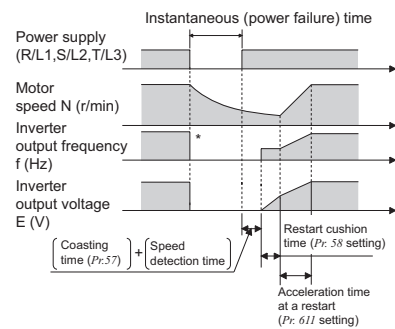 Instantaneous (power failure) time
Power supply
(R/L1,S/L2,T/L3)
Motor
speed N (r/min)
Inverter
output frequency
f (Hz)
*
Inverter
output voltage
E (V)
Coasting
time (Pr.57)
+
Speed
detection time
Restart cushion
time (Pr. 58 setting)
Acceleration time
at a restart
(Pr. 611 setting)